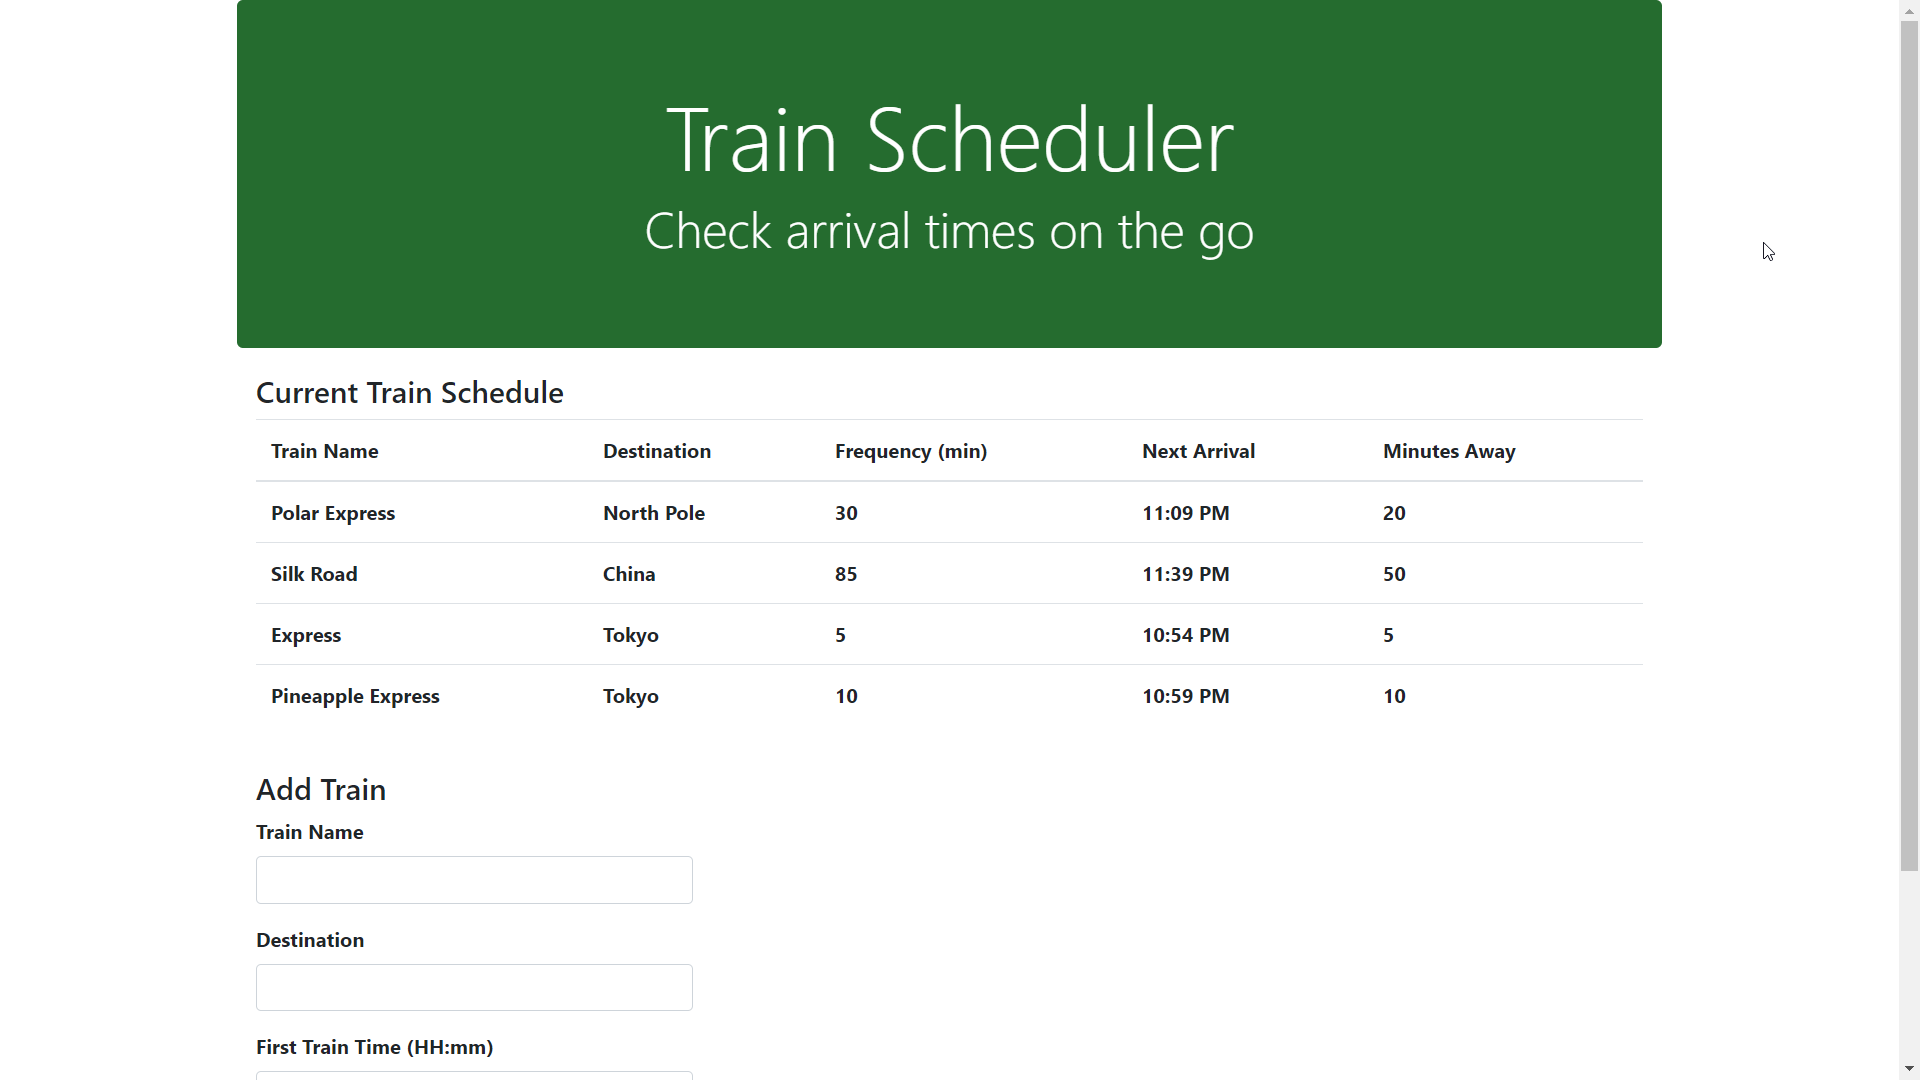 Train Scheduler
Check arrival times on the go
Current Train Schedule
Train Name Destination Frequency (min) Next Arrival Minutes Away
Polar Express North Pole 30 11:09 PM 20
Silk Road China 85 11:39 PM 50
Express Tokyo 5 10:54 PM 5
Pineapple Express Tokyo 10 10:59 PM 10
Add Train
Train Name
Destination
First Train Time (HH:mm)